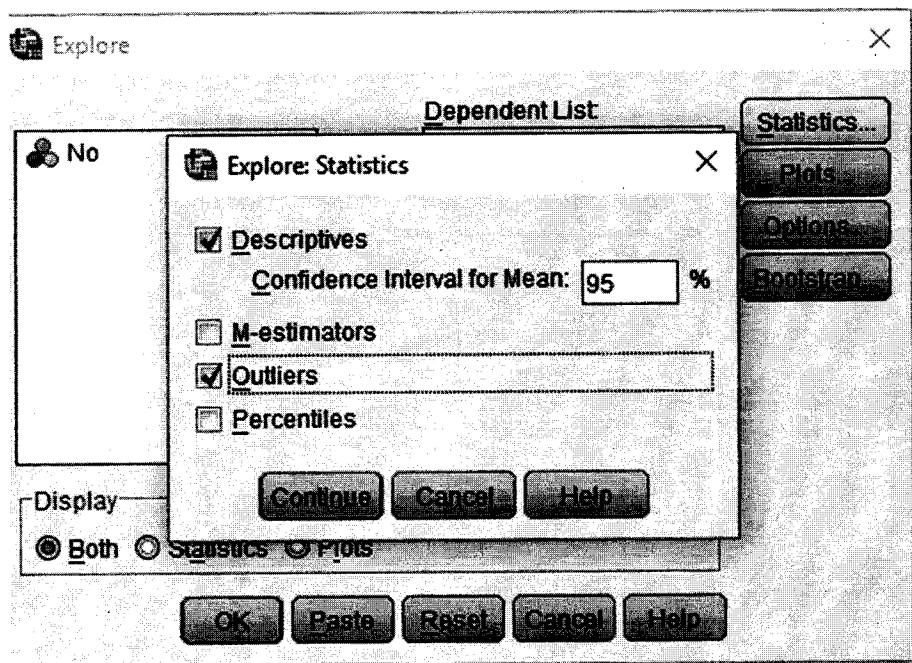 Explore
Dependent List:
No
Statistics...
Plots...
Options...
Bootstrap...
Explore: Statistics
Descriptives
Confidence Interval for Mean: 95 %
M-estimators
Outliers
Percentiles
Continue Cancel Help
Display
Both Statistics Plots
OK Paste Reset Cancel Help